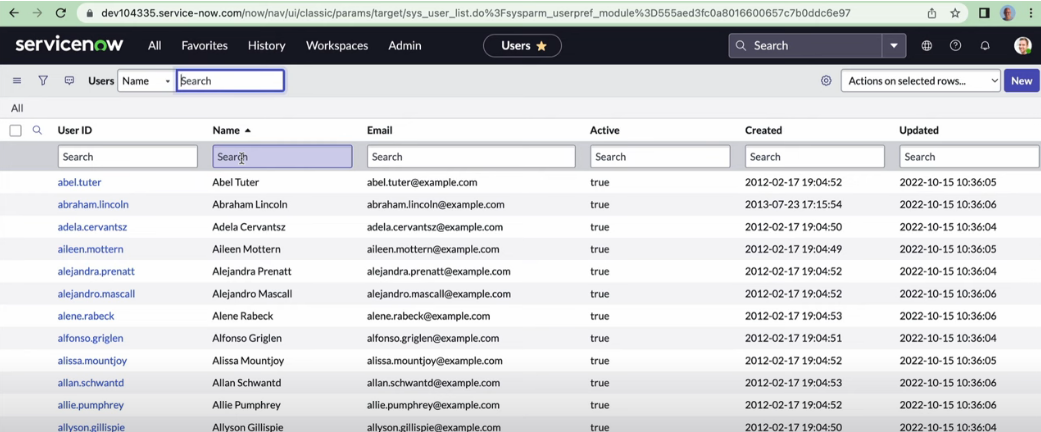 dev104335.service-now.com/now/nav/ui/classic/params/target/sys_user_list.do%3Fsysparm_userpref_module%3D555aed3fc0a8016600657c7b0ddc6e97
servicenow All Favorites History Workspaces Admin Users Search
Users Name Search Actions on selected rows... New
All
User ID Name Email Active Created Updated
Search Search Search Search Search Search
abel.tuter Abel Tuter abel.tuter@example.com true 2012-02-17 19:04:52 2022-10-15 10:36:05
abraham.lincoln Abraham Lincoln abraham.lincoln@example.com true 2013-07-23 17:15:54 2022-10-15 10:36:06
adela.cervantsz Adela Cervantsz adela.cervantsz@example.com true 2012-02-17 19:04:50 2022-10-15 10:36:04
aileen.mottern Aileen Mottern aileen.mottern@example.com true 2012-02-17 19:04:49 2022-10-15 10:36:05
alejandra.prenatt Alejandra Prenatt alejandra.prenatt@example.com true 2012-02-17 19:04:52 2022-10-15 10:36:04
alejandro.mascall Alejandro Mascall alejandro.mascall@example.com true 2012-02-17 19:04:52 2022-10-15 10:36:06
alene.rabeck Alene Rabeck alene.rabeck@example.com true 2012-02-17 19:04:53 2022-10-15 10:36:06
alfonso.griglen Alfonso Griglen alfonso.griglen@example.com true 2012-02-17 19:04:51 2022-10-15 10:36:04
alissa.mountjoy Alissa Mountjoy alissa.mountjoy@example.com true 2012-02-17 19:04:52 2022-10-15 10:36:05
allan.schwantd Allan Schwantd allan.schwantd@example.com true 2012-02-17 19:04:53 2022-10-15 10:36:06
allie.pumphrey Allie Pumphrey allie.pumphrey@example.com true 2012-02-17 19:04:52 2022-10-15 10:36:06
allyson.gillispie Allyson Gillispie allyson.gillispie@example.com true 2012-02-17 19:04:50 2022-10-15 10:36:04